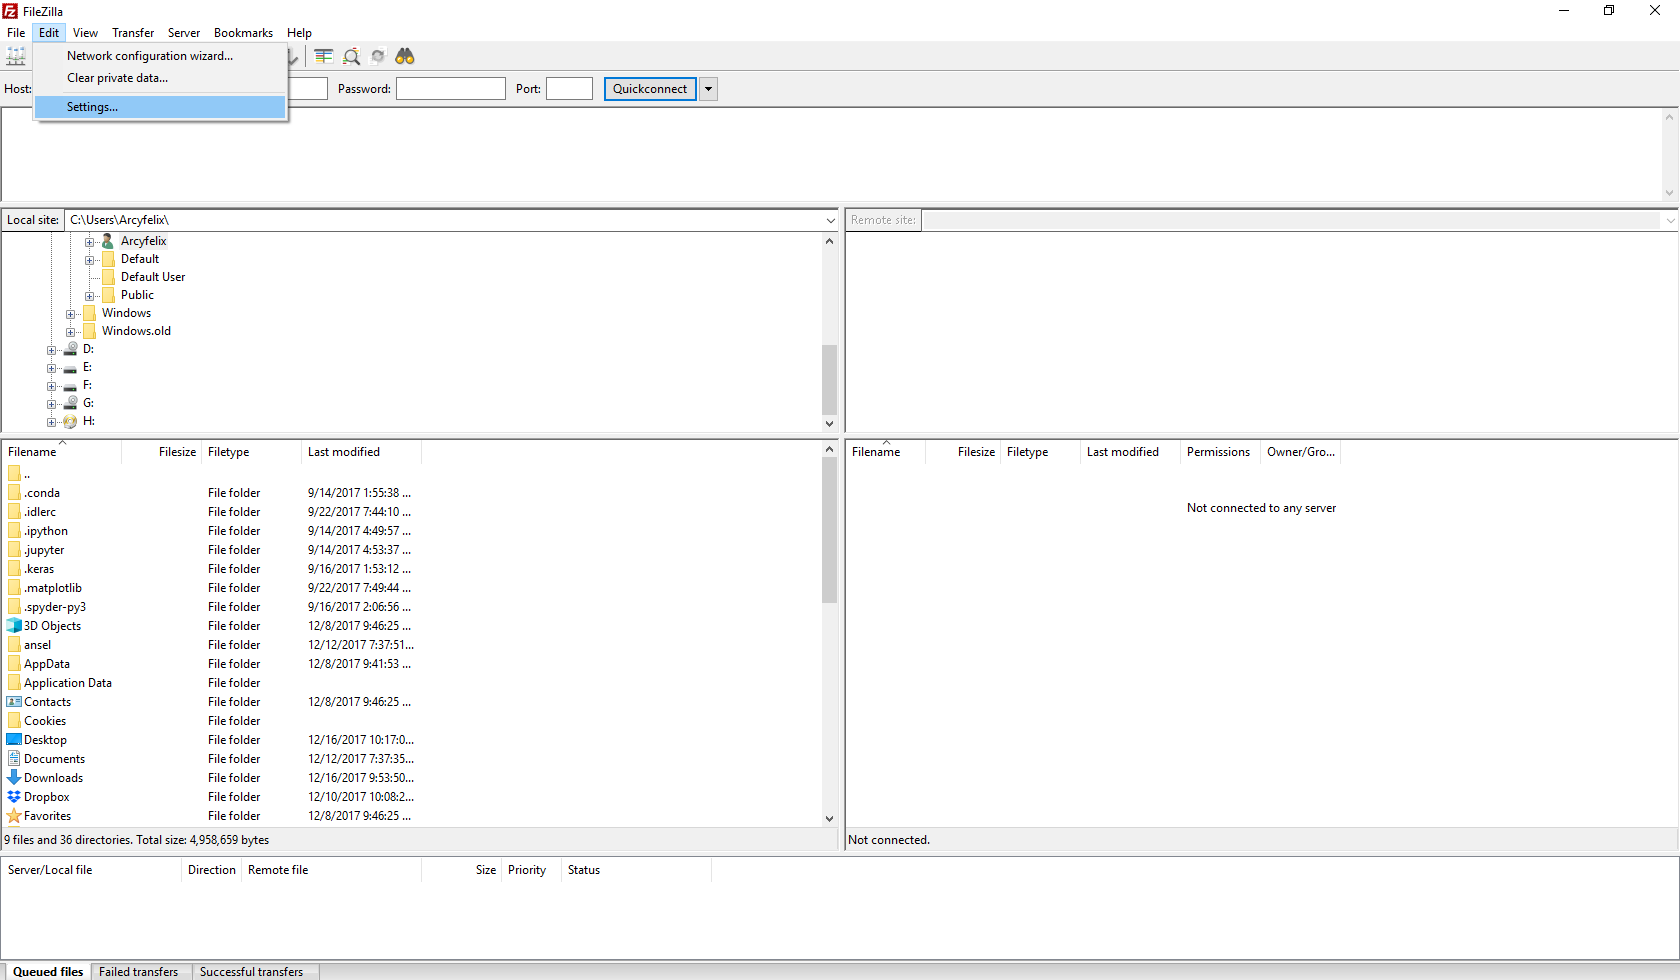 FileZilla
File Edit View Transfer Server Bookmarks Help
Network configuration wizard...
Clear private data...
Settings...
Host: Password: Port: Quickconnect
Local site: C:\Users\Arcyfelix\
Arcyfelix
Default
Default User
Public
Windows
Windows.old
D:
E:
F:
G:
H:
Remote site:
Filename Filesize Filetype Last modified
..
.conda File folder 9/14/2017 1:55:38 ...
.idlerc File folder 9/22/2017 7:44:10 ...
.ipython File folder 9/14/2017 4:49:57 ...
.jupyter File folder 9/14/2017 4:53:37 ...
.keras File folder 9/16/2017 1:53:12 ...
.matplotlib File folder 9/22/2017 7:49:44 ...
.spyder-py3 File folder 9/16/2017 2:06:56 ...
3D Objects File folder 12/8/2017 9:46:25 ...
ansel File folder 12/12/2017 7:37:51...
AppData File folder 12/8/2017 9:41:53 ...
Application Data File folder
Contacts File folder 12/8/2017 9:46:25 ...
Cookies File folder
Desktop File folder 12/16/2017 10:17:0...
Documents File folder 12/12/2017 7:37:35...
Downloads File folder 12/16/2017 9:53:50...
Dropbox File folder 12/10/2017 10:08:2...
Favorites File folder 12/8/2017 9:46:25 ...
9 files and 36 directories. Total size: 4,958,659 bytes
Filename Filesize Filetype Last modified Permissions Owner/Gro...
Not connected to any server
Not connected.
Server/Local file Direction Remote file Size Priority Status
Queued files Failed transfers Successful transfers